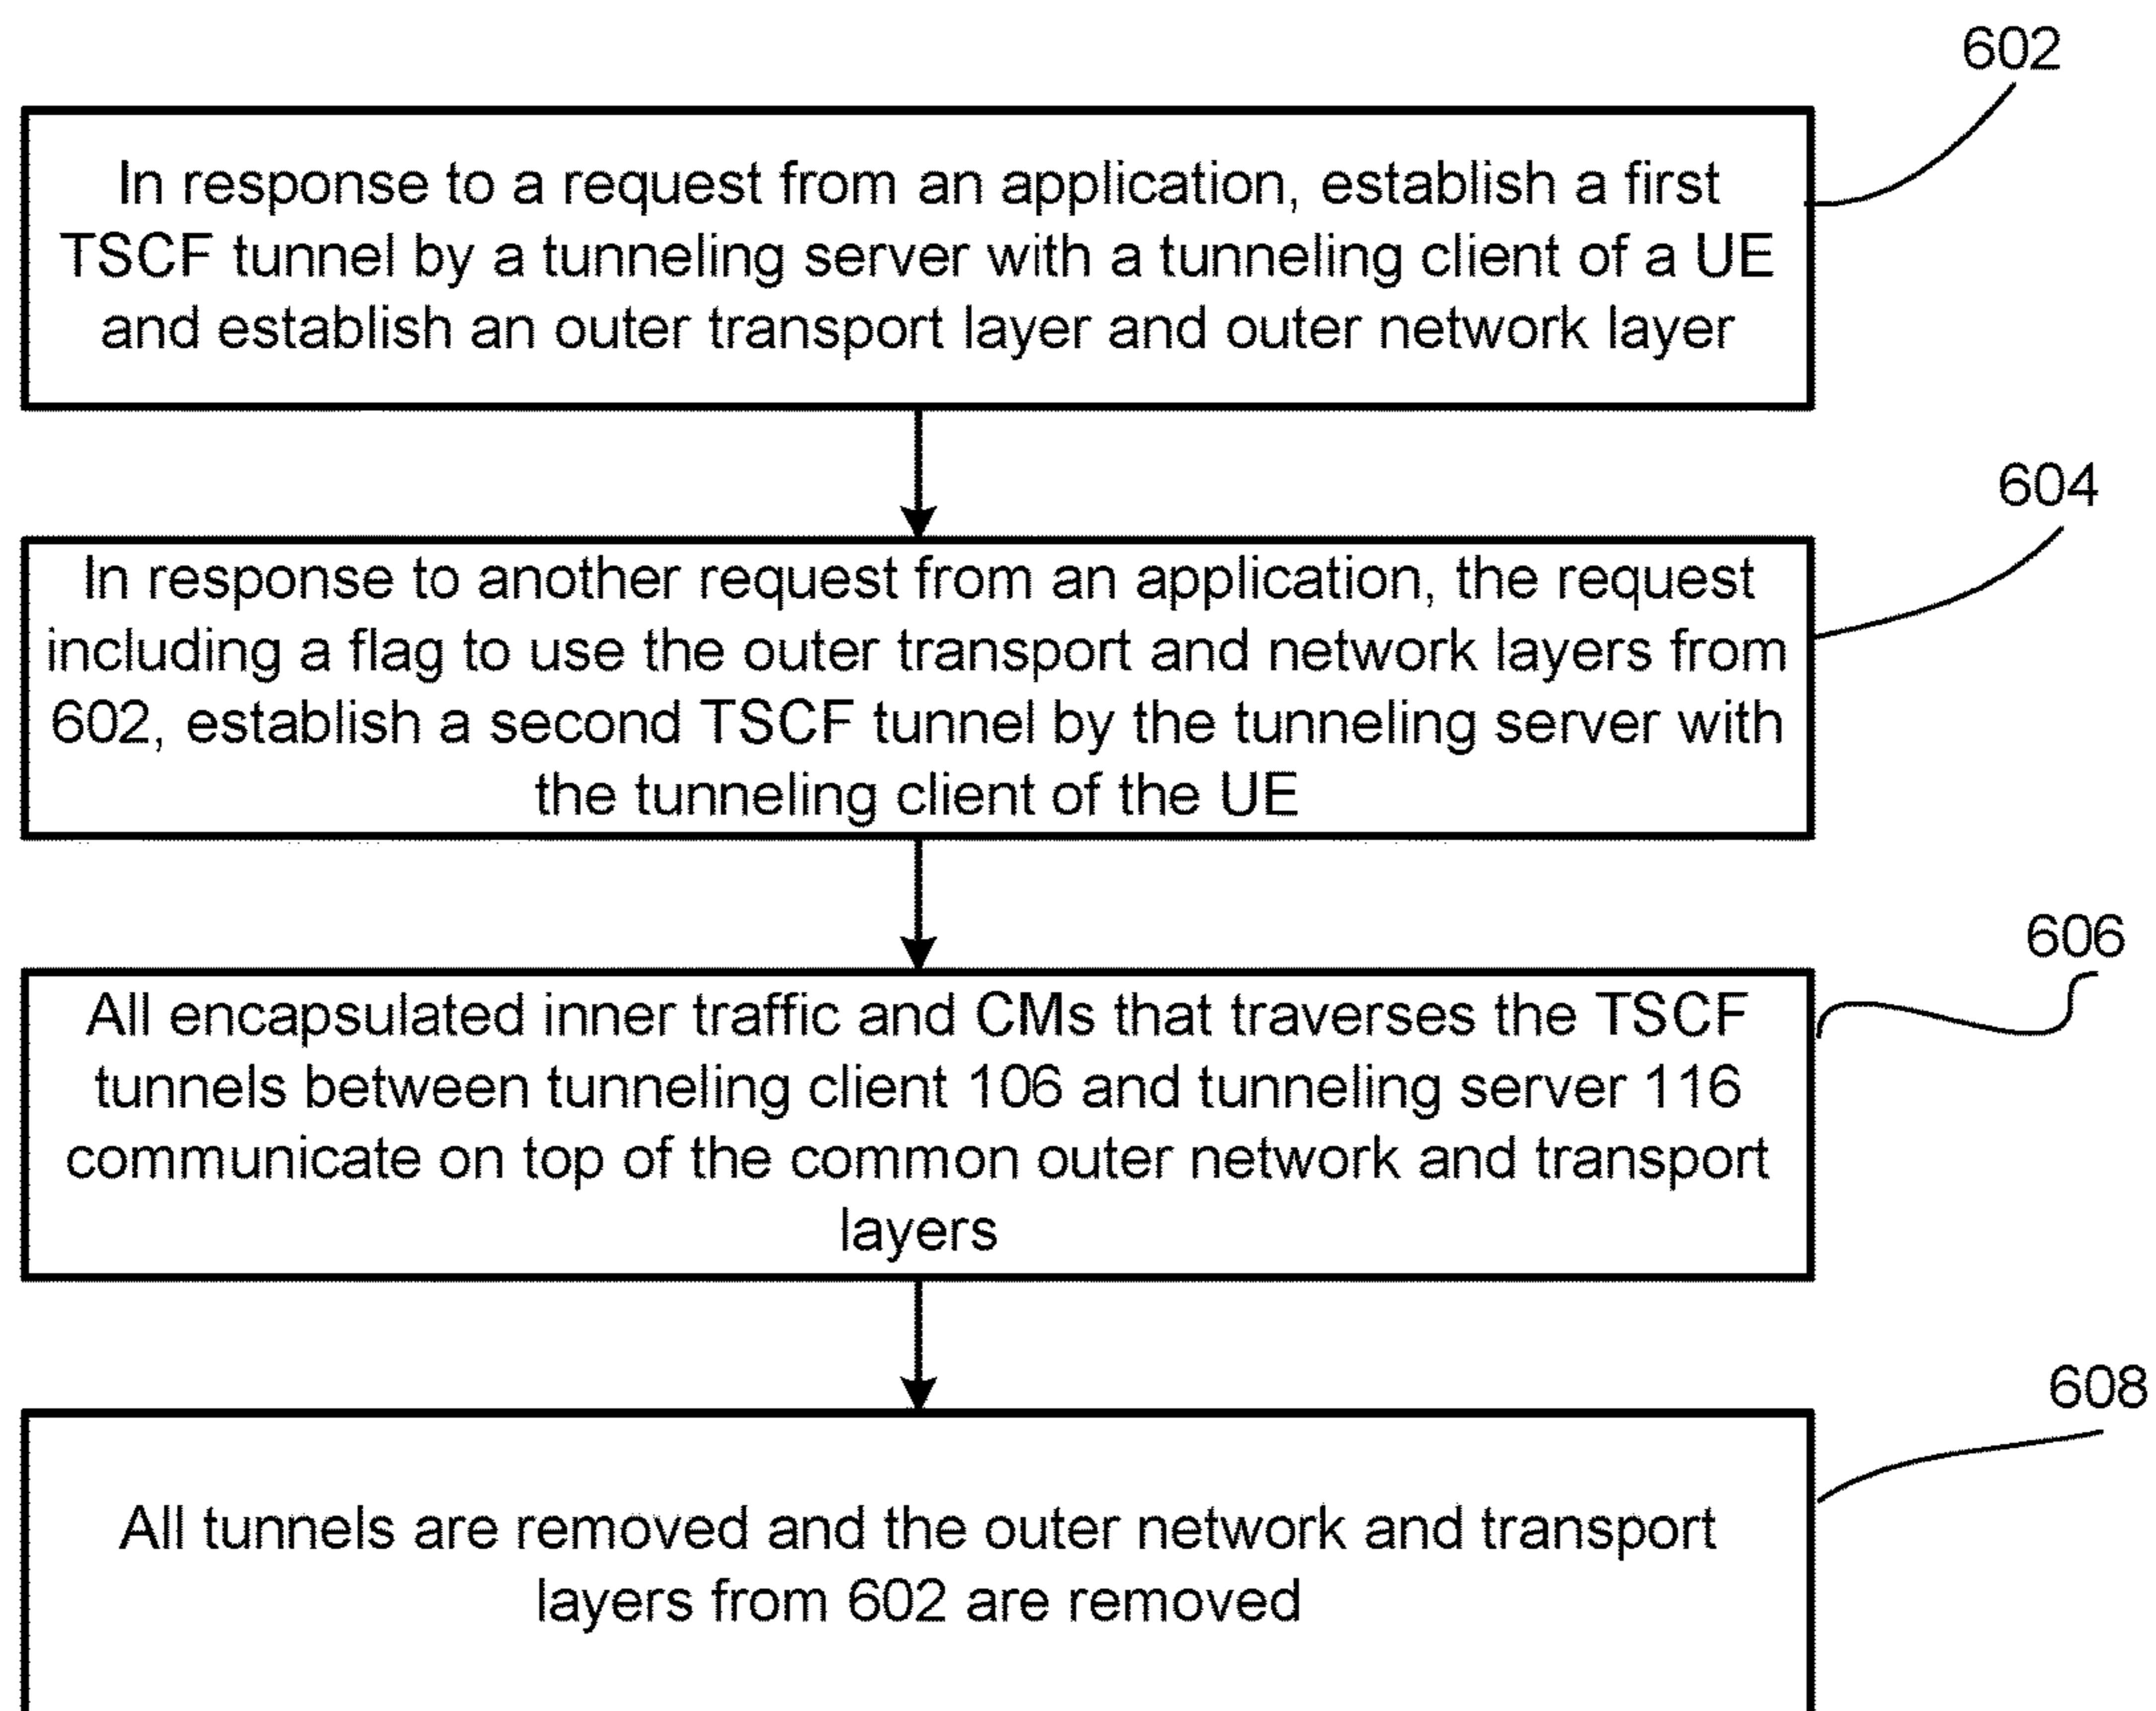 602
In response to a request from an application, establish a first
TSCF tunnel by a tunneling server with a tunneling client of a UE
and establish an outer transport layer and outer network layer
604
In response to another request from an application, the request
including a flag to use the outer transport and network layers from
602, establish a second TSCF tunnel by the tunneling server with
the tunneling client of the UE
606
All encapsulated inner traffic and CMs that traverses the TSCF
tunnels between tunneling client 106 and tunneling server 116
communicate on top of the common outer network and transport
layers
608
All tunnels are removed and the outer network and transport
layers from 602 are removed